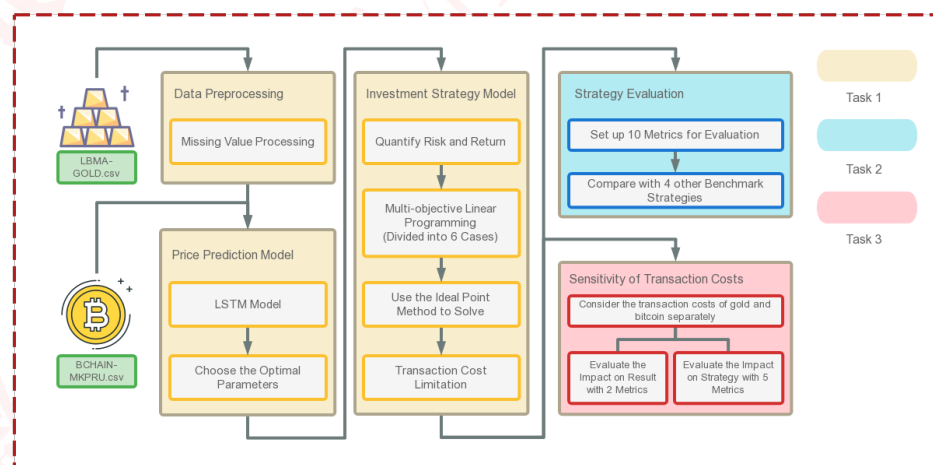 LBMA-
GOLD.csv
BCHAIN-
MKPRU.csv
Data Preprocessing
Missing Value Processing
Price Prediction Model
LSTM Model
Choose the Optimal
Parameters
Investment Strategy Model
Quantify Risk and Return
Multi-objective Linear
Programming
(Divided into 6 Cases)
Use the Ideal Point
Method to Solve
Transaction Cost
Limitation
Strategy Evaluation
Set up 10 Metrics for Evaluation
Compare with 4 other Benchmark
Strategies
Sensitivity of Transaction Costs
Consider the transaction costs of gold and
bitcoin separately
Evaluate the
Impact on Result
with 2 Metrics
Evaluate the Impact
on Strategy with 5
Metrics
Task 1
Task 2
Task 3